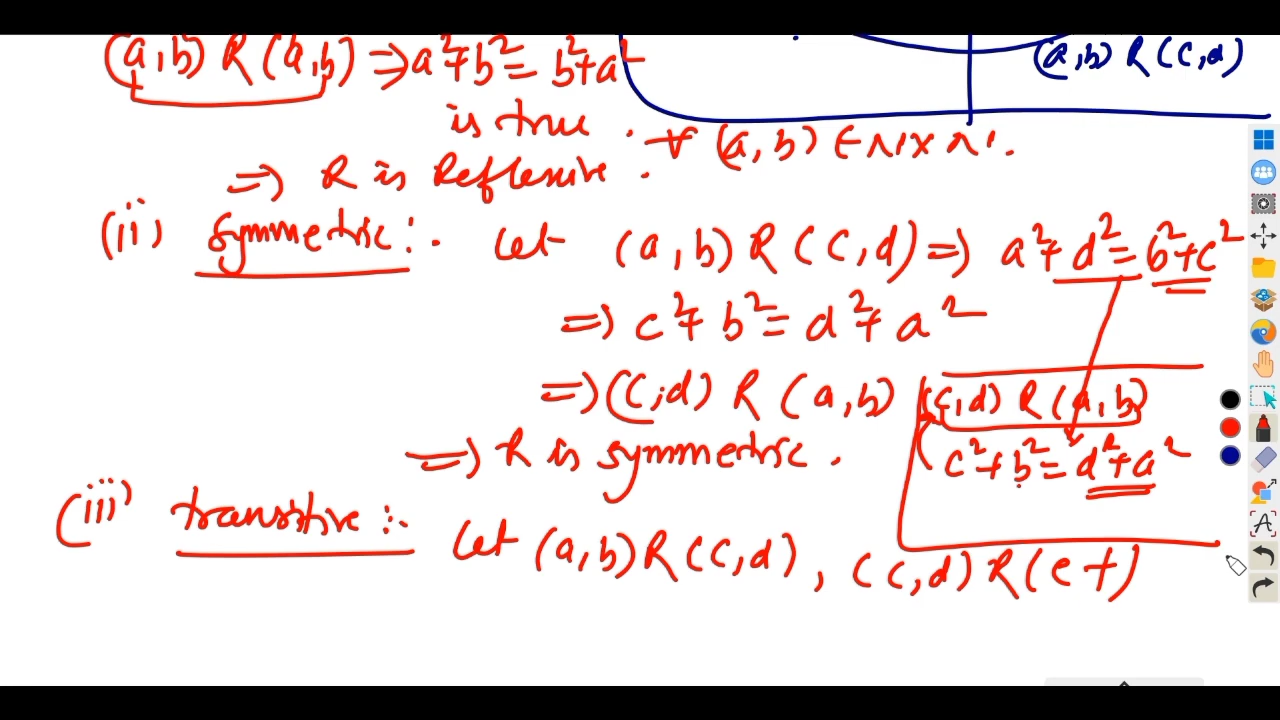 (a,b) R (a,b) ⇒ a²+b² = b²+a²
(a,b) R (c,d)
is true . ∀ (a,b) ∈ N×N.
⇒ R is Reflexive .
(ii) symmetric :. Let (a,b) R (c,d) ⇒ a²+d² = b²+c²
⇒ c²+b² = d²+a²
⇒ (c,d) R (a,b)
(c,d) R (a,b)
c²+b² = d²+a²
⇒ R is symmetric .
(iii) transitive :. Let (a,b) R (c,d) , (c,d) R (e f)